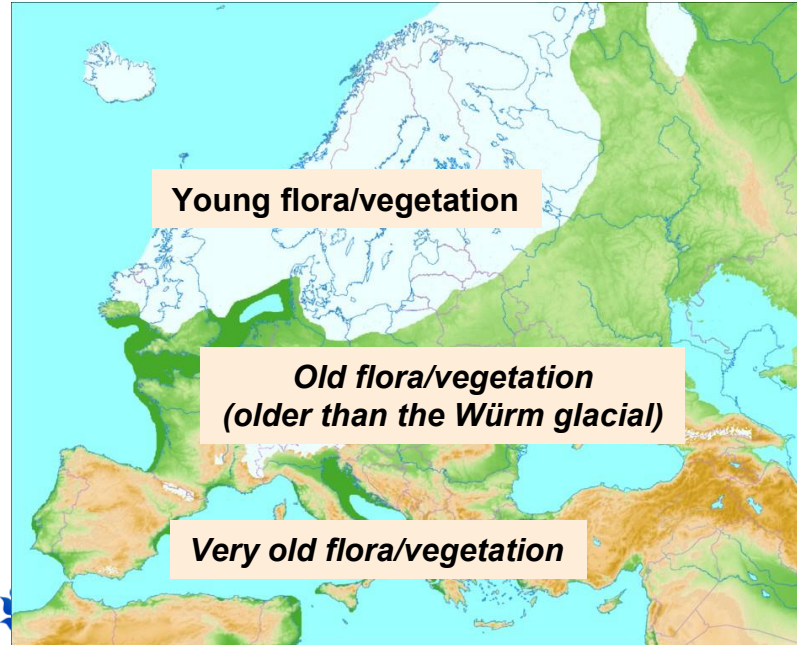 Young flora/vegetation
Old flora/vegetation
(older than the Würm glacial)
Very old flora/vegetation